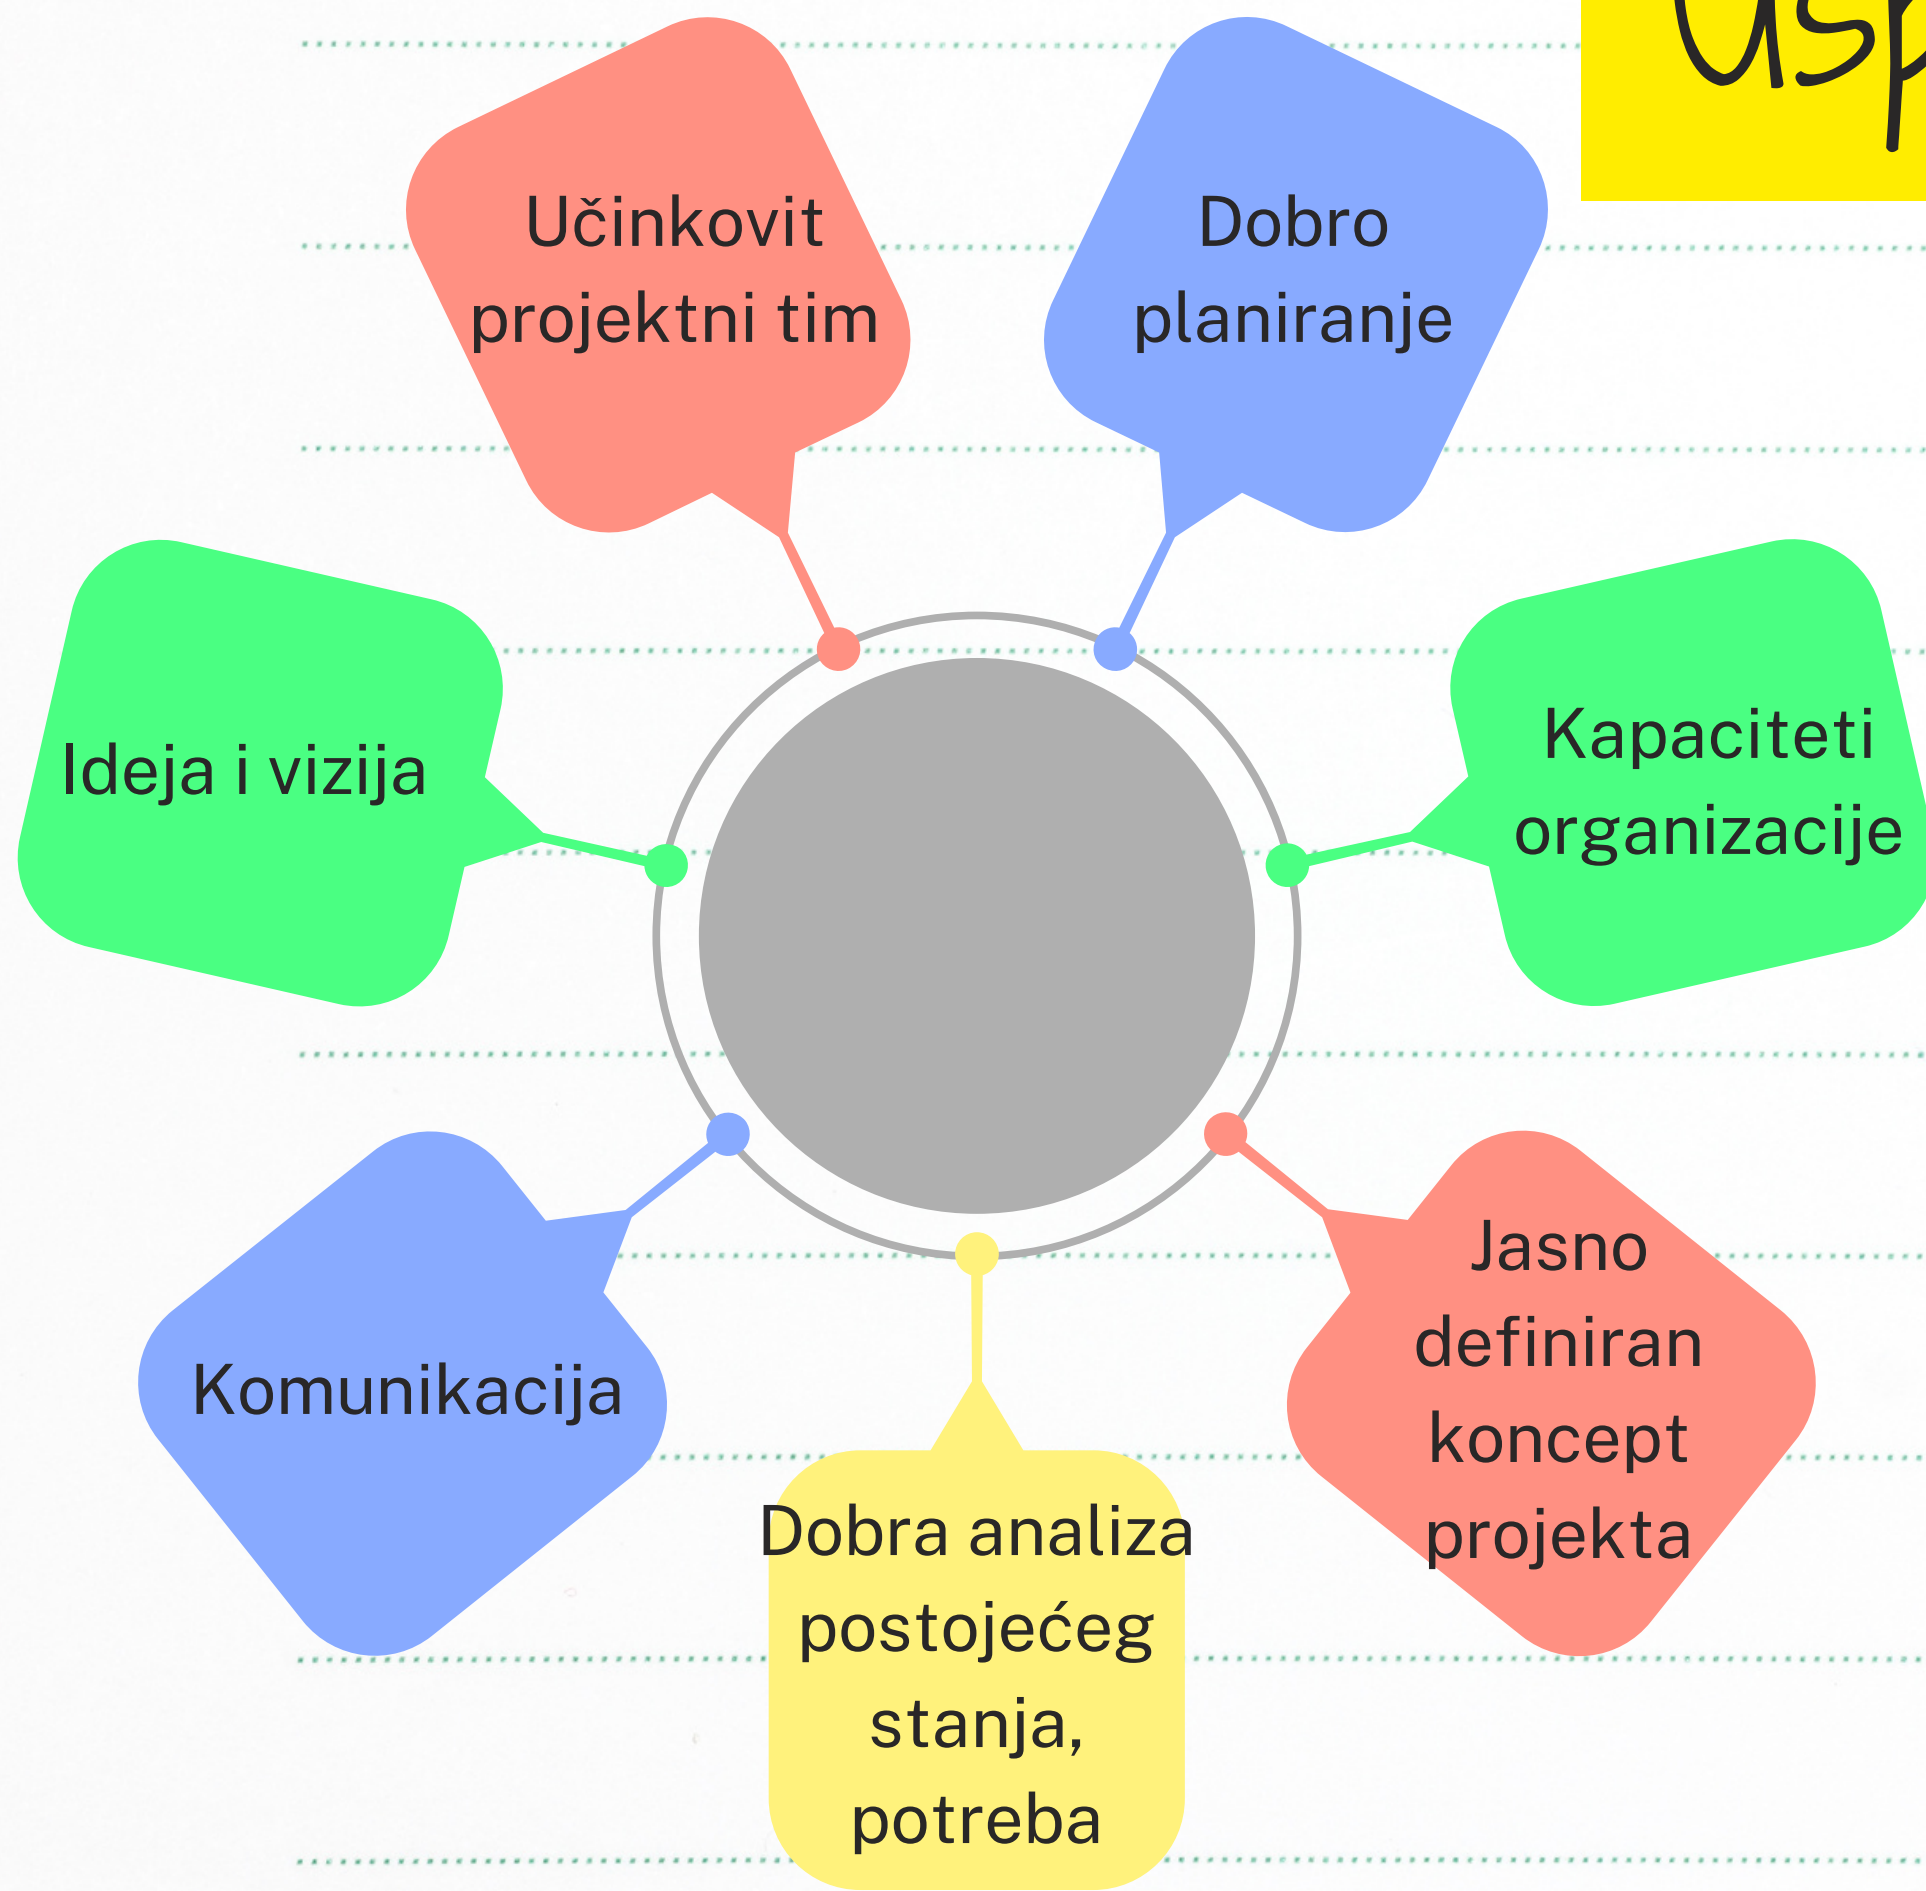 Učinkovit
projektni tim
Dobro
planiranje
Ideja i vizija
Kapaciteti
organizacije
Komunikacija
Jasno
definiran
koncept
projekta
Dobra analiza
postojećeg
stanja,
potreba